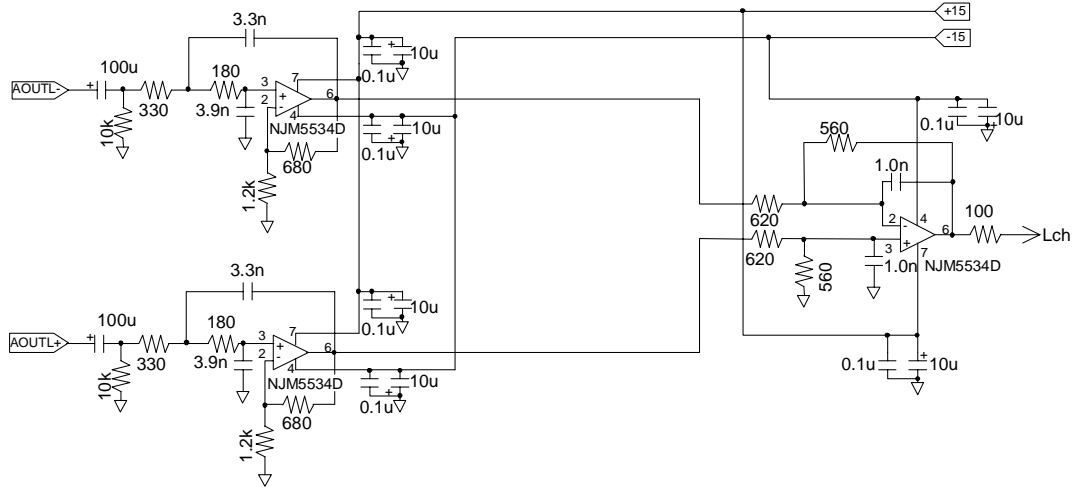 +15
-15
3.3n
100u
+
180
AOUTL-
330
10k
3.9n
3
2
+
-
7
4
6
NJM5534D
680
1.2k
+
10u
0.1u
10u
0.1u
+
0.1u
10u
+
560
1.0n
620
620
560
2
3
-
+
4
7
6
100
Lch
1.0n
NJM5534D
3.3n
100u
+
180
AOUTL+
330
10k
3.9n
3
2
+
-
7
4
6
NJM5534D
680
1.2k
+
10u
0.1u
10u
0.1u
+
0.1u
+
10u